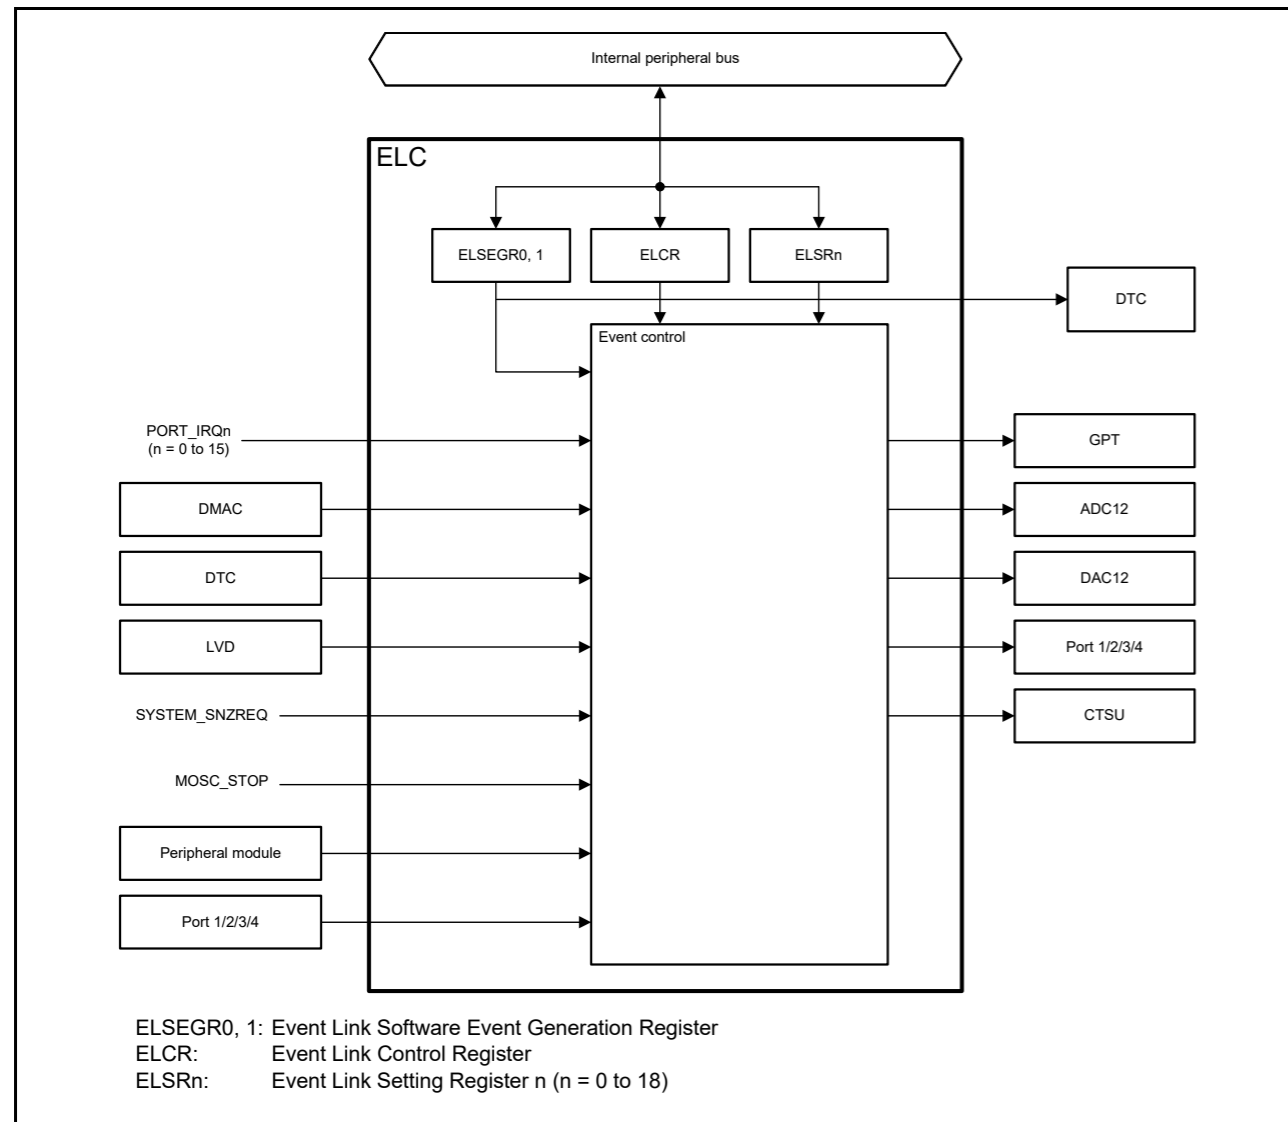 Internal peripheral bus
ELC
ELSEGR0, 1
ELCR
ELSRn
DTC
Event control
PORT_IRQn
(n = 0 to 15)
GPT
DMAC
ADC12
DTC
DAC12
LVD
Port 1/2/3/4
SYSTEM_SNZREQ
CTSU
MOSC_STOP
Peripheral module
Port 1/2/3/4
ELSEGR0, 1: Event Link Software Event Generation Register
ELCR: Event Link Control Register
ELSRn: Event Link Setting Register n (n = 0 to 18)